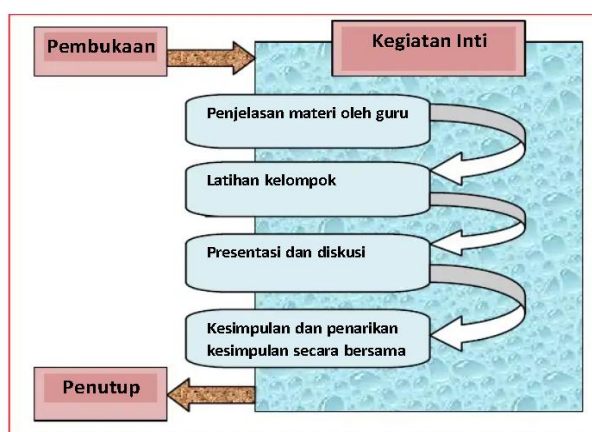 Pembukaan
Kegiatan Inti
Penjelasan materi oleh guru
Latihan kelompok
Presentasi dan diskusi
Kesimpulan dan penarikan
kesimpulan secara bersama
Penutup